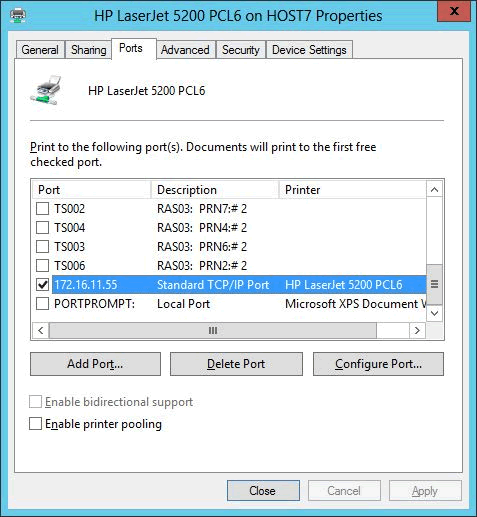 HP LaserJet 5200 PCL6 on HOST7 Properties
x
General Sharing Ports Advanced Security Device Settings
HP LaserJet 5200 PCL6
Print to the following port(s). Documents will print to the first free
checked port.
Port Description Printer
TS002 RAS03: PRN7:# 2
TS004 RAS03: PRN4:# 2
TS003 RAS03: PRN6:# 2
TS006 RAS03: PRN2:# 2
172.16.11.55 Standard TCP/IP Port HP LaserJet 5200 PCL6
PORTPROMPT: Local Port Microsoft XPS Document W
Add Port... Delete Port Configure Port...
Enable bidirectional support
Enable printer pooling
Close Cancel Apply